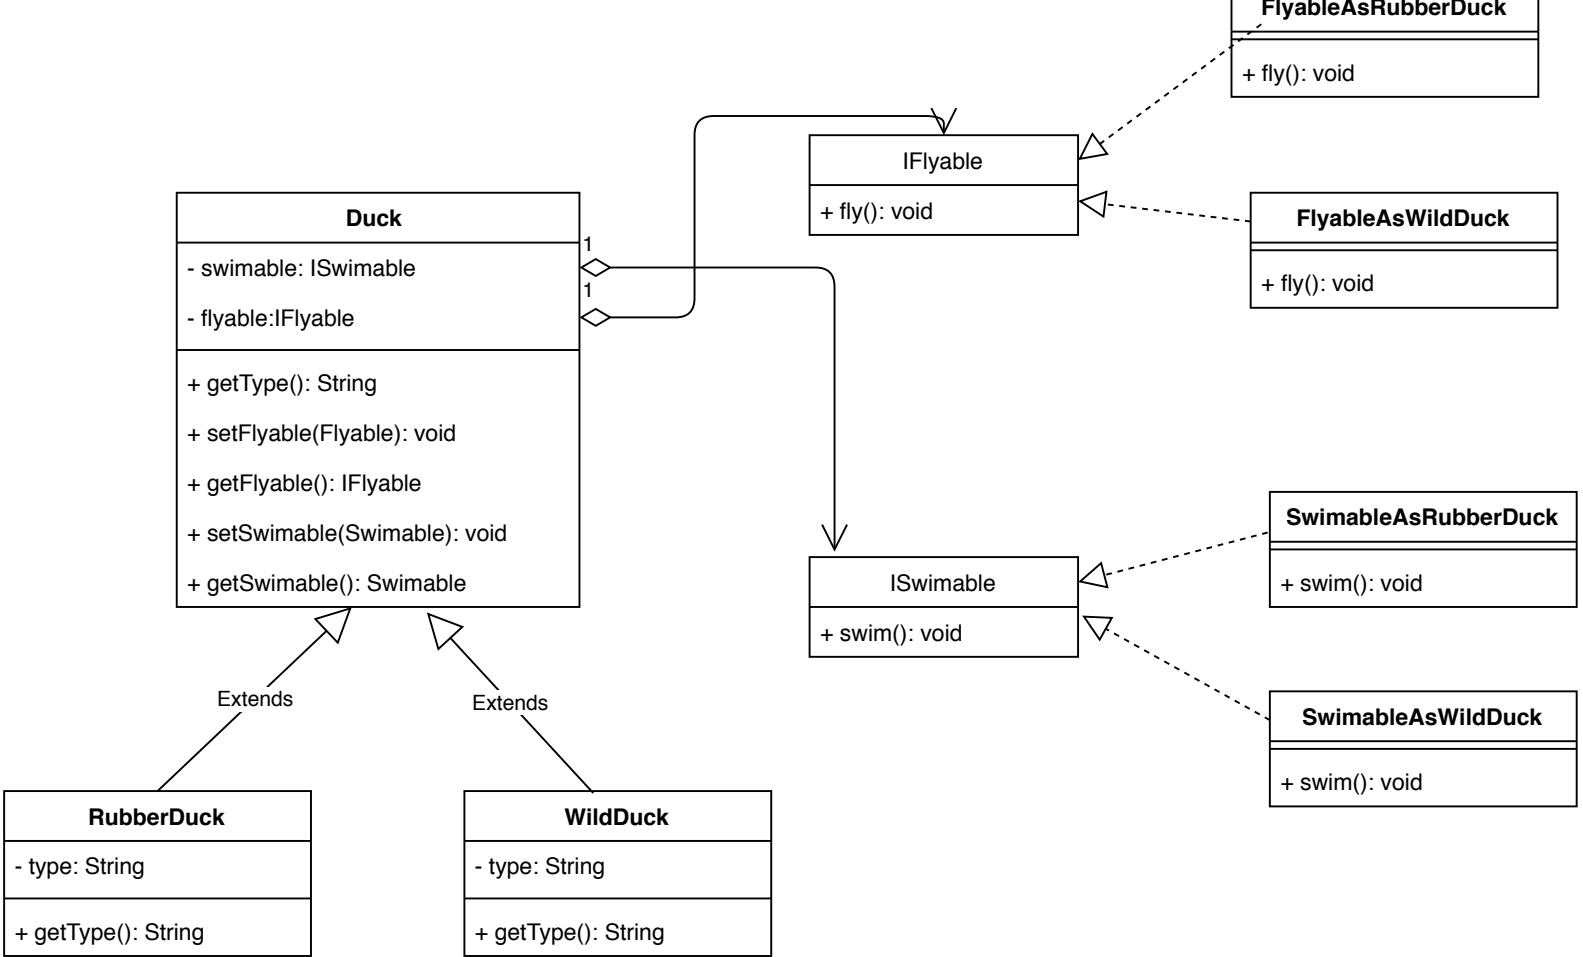 FlyableAsRubberDuck
+ fly(): void
IFlyable
+ fly(): void
FlyableAsWildDuck
+ fly(): void
Duck
- swimable: ISwimable
- flyable:IFlyable
+ getType(): String
+ setFlyable(Flyable): void
+ getFlyable(): IFlyable
+ setSwimable(Swimable): void
+ getSwimable(): Swimable
1
1
SwimableAsRubberDuck
+ swim(): void
ISwimable
+ swim(): void
SwimableAsWildDuck
+ swim(): void
Extends
Extends
RubberDuck
- type: String
+ getType(): String
WildDuck
- type: String
+ getType(): String